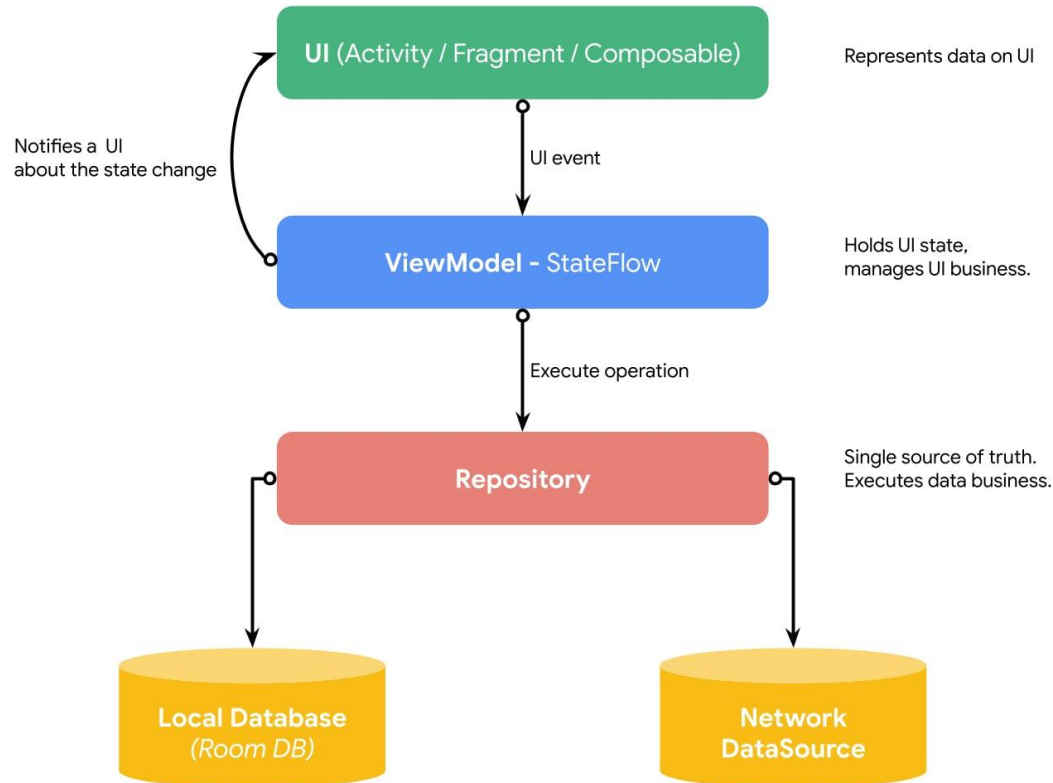 UI (Activity / Fragment / Composable)
Represents data on UI
Notifies a UI
about the state change
UI event
ViewModel - StateFlow
Holds UI state,
manages UI business.
Execute operation
Repository
Single source of truth.
Executes data business.
Local Database
(Room DB)
Network
DataSource